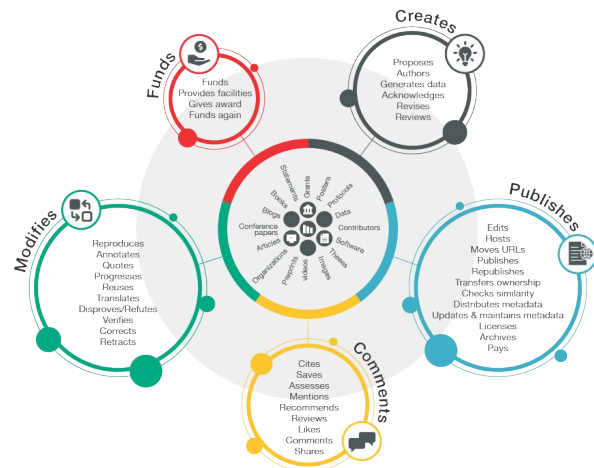 Funds
Funds
Provides facilities
Gives award
Funds again
Creates
Proposes
Authors
Generates data
Acknowledges
Revises
Reviews
Modifies
Reproduces
Annotates
Quotes
Progresses
Reuses
Translates
Disproves/Refutes
Verifies
Corrects
Retracts
Statements
Grants
Posters
Protocols
Data
Contributors
Software
Theses
Images
videos
Preprints
Organizations
Articles
Conference
papers
Blogs
Books
Publishes
Edits
Hosts
Moves URLs
Publishes
Republishes
Transfers ownership
Checks similarity
Distributes metadata
Updates & maintains metadata
Licenses
Archives
Pays
Comments
Cites
Saves
Assesses
Mentions
Recommends
Reviews
Likes
Comments
Shares